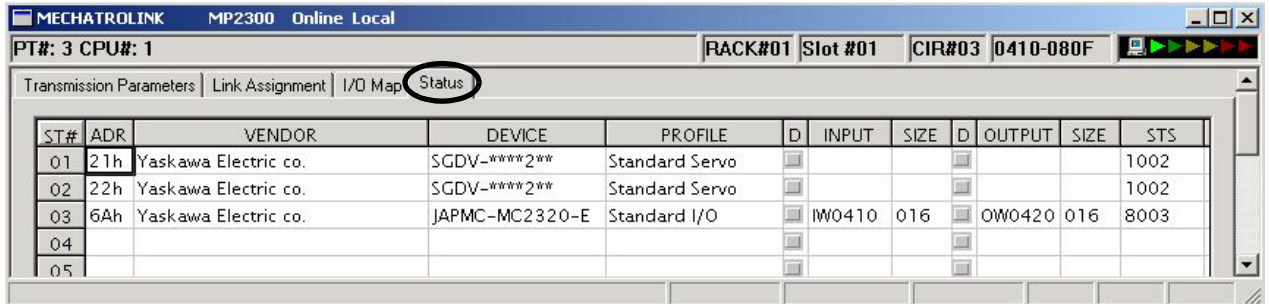 MECHATROLINK MP2300 Online Local
PT#: 3 CPU#: 1 RACK#01 Slot #01 CIR#03 0410-080F
Transmission Parameters Link Assignment I/O Map Status
ST# ADR VENDOR DEVICE PROFILE D INPUT SIZE D OUTPUT SIZE STS
01 21h Yaskawa Electric co. SGDV-****2** Standard Servo 1002
02 22h Yaskawa Electric co. SGDV-****2** Standard Servo 1002
03 6Ah Yaskawa Electric co. JAPMC-MC2320-E Standard I/O IW0410 016 OW0420 016 8003
04
05